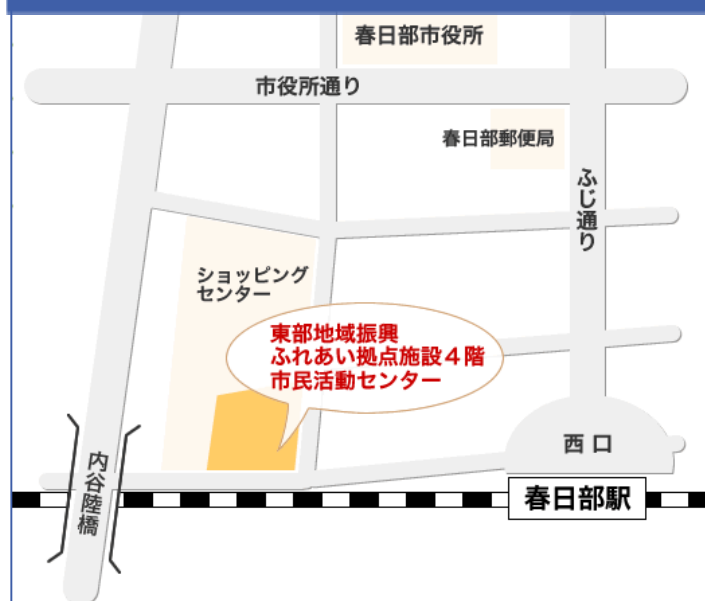 春日部市役所
市役所通り
春日部郵便局
ふじ通り
ショッピング
センター
東部地域振興
ふれあい拠点施設４階
市民活動センター
西口
内谷陸橋
春日部駅